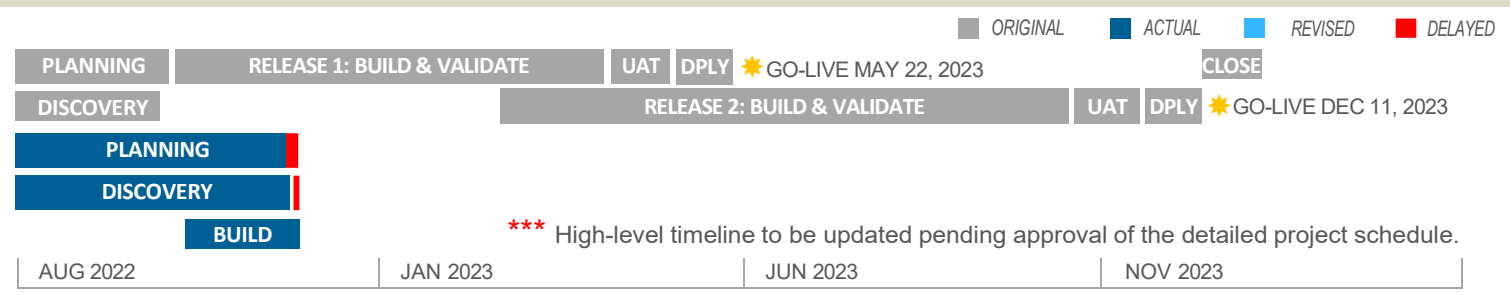 ORIGINAL ACTUAL REVISED DELAYED
PLANNING RELEASE 1: BUILD & VALIDATE UAT DPLY GO-LIVE MAY 22, 2023 CLOSE
DISCOVERY RELEASE 2: BUILD & VALIDATE UAT DPLY GO-LIVE DEC 11, 2023
PLANNING
DISCOVERY
BUILD *** High-level timeline to be updated pending approval of the detailed project schedule.
AUG 2022 JAN 2023 JUN 2023 NOV 2023